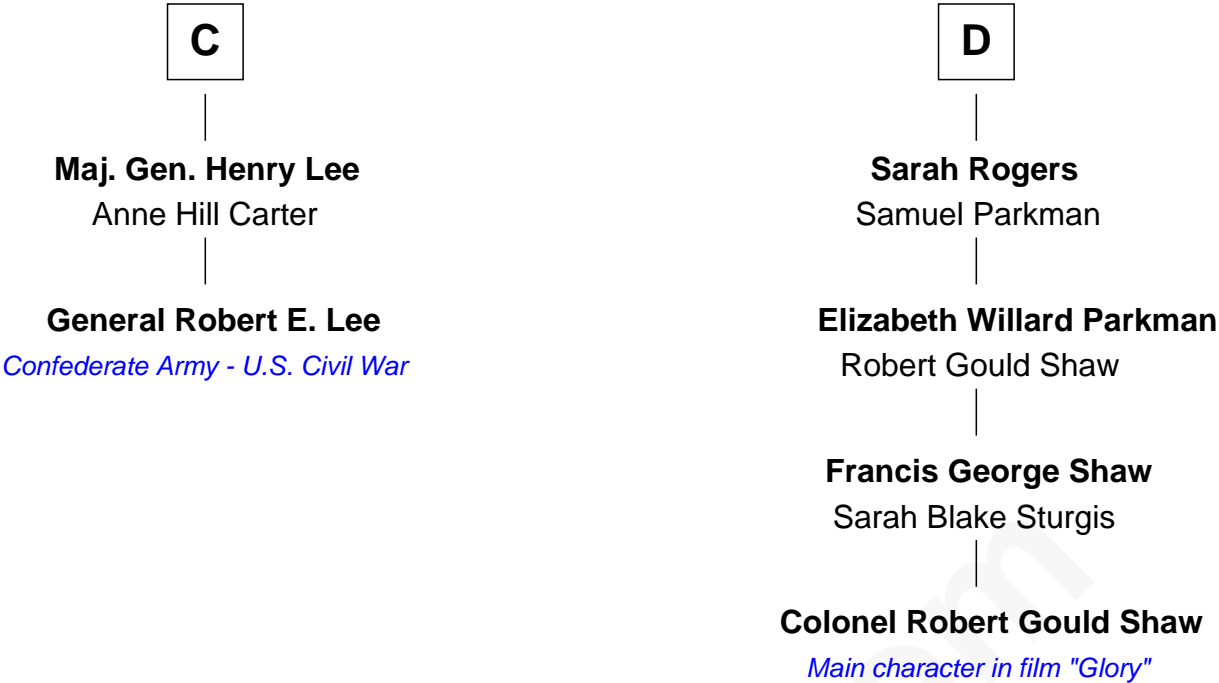 C
Maj. Gen. Henry Lee
Anne Hill Carter
General Robert E. Lee
Confederate Army - U.S. Civil War
D
Sarah Rogers
Samuel Parkman
Elizabeth Willard Parkman
Robert Gould Shaw
Francis George Shaw
Sarah Blake Sturgis
Colonel Robert Gould Shaw
Main character in film "Glory"